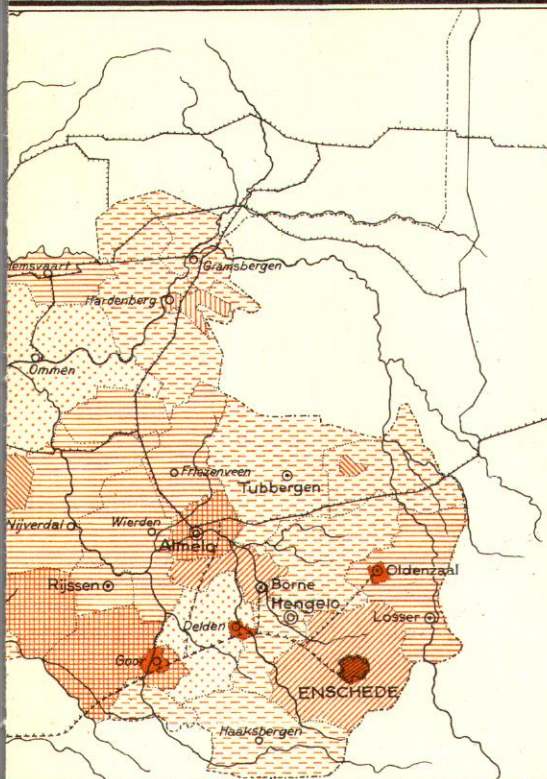 Gramsbergen
emsvaart
Hardenberg
Ommen
Friezenveen
Tubbergen
Nijverdal
Wierden
Almelo
Oldenzaal
Rijssen
Borne
Hengelo
Delden
Losser
Goor
ENSCHEDE
Haaksbergen